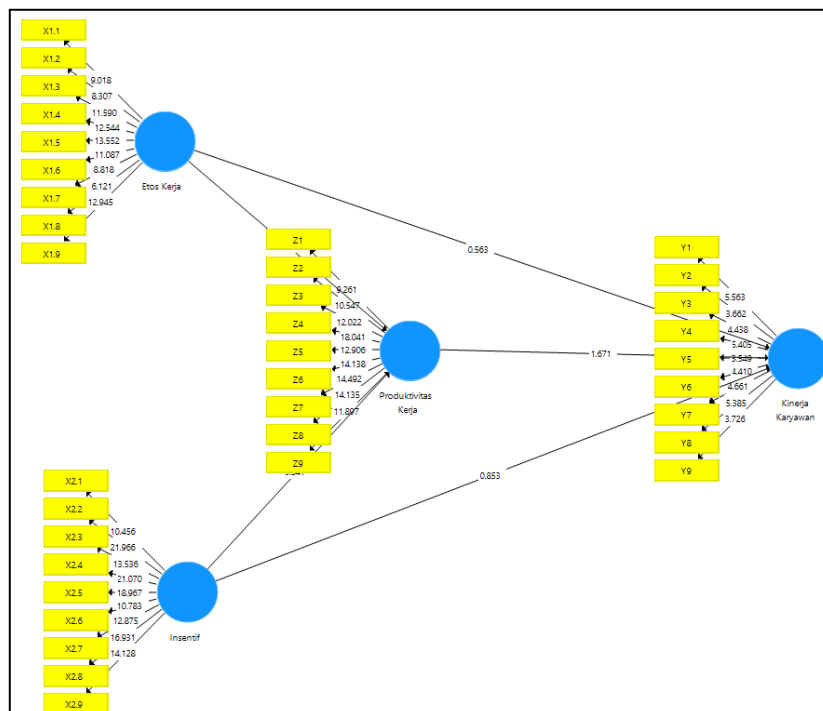 X1.1
X1.2
X1.3
X1.4
X1.5
X1.6
X1.7
X1.8
X1.9
9.018
8.307
11.590
12.544
13.552
11.087
8.818
6.121
12.945
Etos Kerja
0.563
Z1
Z2
Z3
Z4
Z5
Z6
Z7
Z8
Z9
9.261
10.547
12.022
18.041
12.906
14.138
14.492
14.135
11.897
Produktivitas
Kerja
1.671
Y1
Y2
Y3
Y4
Y5
Y6
Y7
Y8
Y9
5.563
3.662
4.438
5.405
3.549
4.410
4.661
5.385
3.726
Kinerja
Karyawan
0.853
X2.1
X2.2
X2.3
X2.4
X2.5
X2.6
X2.7
X2.8
X2.9
10.456
21.966
13.536
21.070
18.967
10.783
12.875
16.931
14.128
Insentif